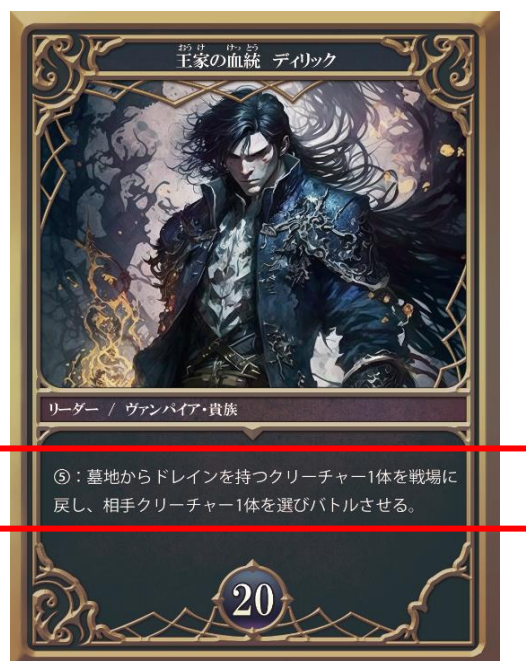 おうけ けっとう
王家の血統 ディリック
リーダー / ヴァンパイア・貴族
⑤：墓地からドレインを持つクリーチャー1体を戦場に
戻し、相手クリーチャー1体を選びバトルさせる。
20